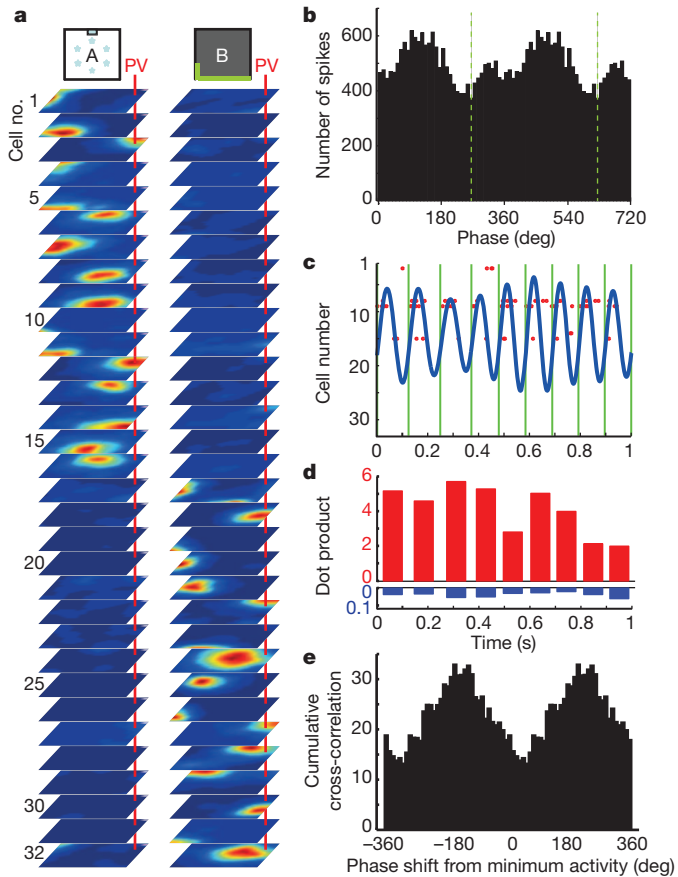 a
A
PV
B
PV
Cell no.
1
5
10
15
20
25
30
32
b
Number of spikes
600
400
200
0
0 180 360 540 720
Phase (deg)
c
Cell number
1
10
20
30
0 0.2 0.4 0.6 0.8 1
d
Dot product
6
4
2
0
0
0.1
0 0.2 0.4 0.6 0.8 1
Time (s)
e
Cumulative
cross-correlation
30
20
10
0
−360 −180 0 180 360
Phase shift from minimum activity (deg)